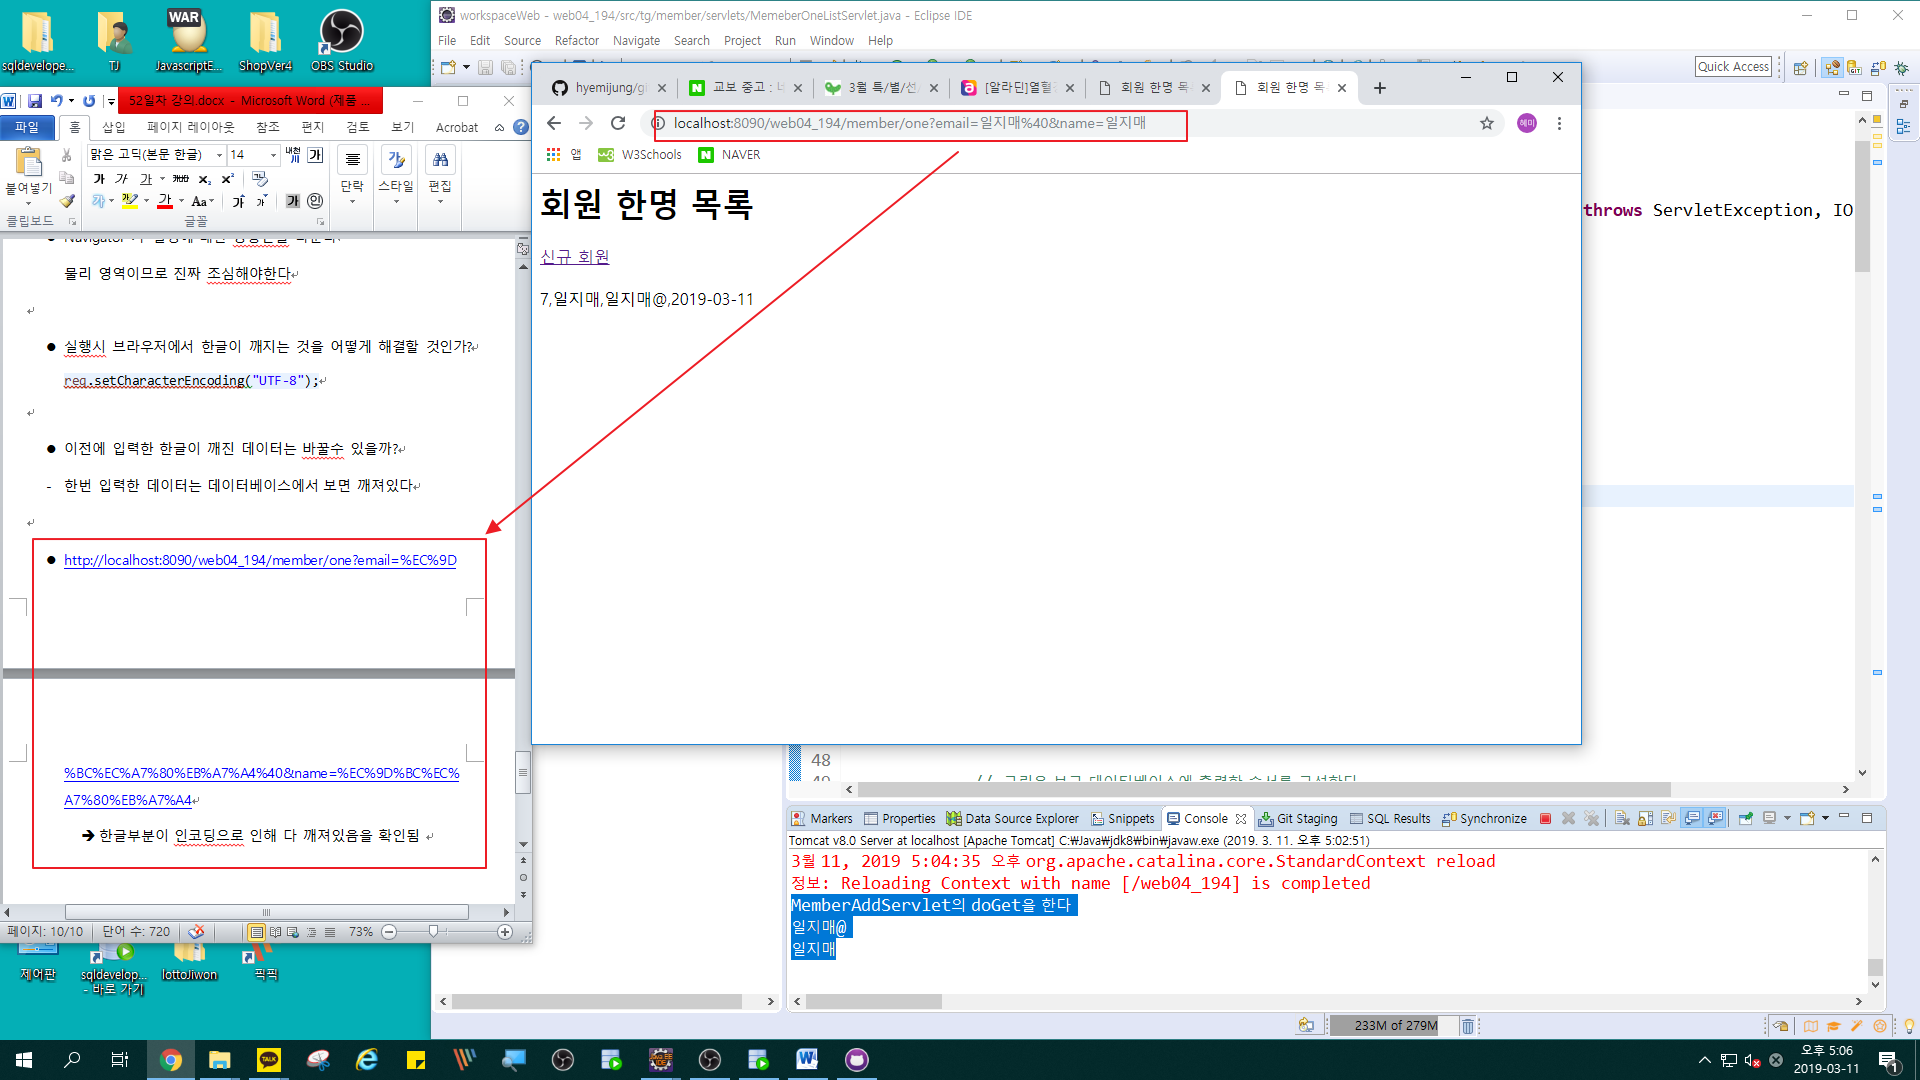 workspaceWeb - web04_194/src/tg/member/servlets/MemeberOneListServlet.java - Eclipse IDE
File Edit Source Refactor Navigate Search Project Run Window Help
Quick Access
sqldevelope...
TJ
WAR
JavascriptE...
ShopVer4
OBS Studio
52일차 강의.docx - Microsoft Word (제품 ...
파일 홈 삽입 페이지 레이아웃 참조 편지 검토 보기 Acrobat
맑은 고딕(본문 한글) 14
붙여넣기
단락
스타일
편집
클립보드
글꼴
물리 영역이므로 진짜 조심해야한다
● 실행시 브라우저에서 한글이 깨지는 것을 어떻게 해결할 것인가?
req.setCharacterEncoding("UTF-8");
● 이전에 입력한 한글이 깨진 데이터는 바꿀수 있을까?
- 한번 입력한 데이터는 데이터베이스에서 보면 깨져있다
● http://localhost:8090/web04_194/member/one?email=%EC%9D
%BC%EC%A7%80%EB%A7%A4%40&name=%EC%9D%BC%EC%
A7%80%EB%A7%A4
➔ 한글부분이 인코딩으로 인해 다 깨져있음을 확인됨
페이지: 10/10 단어 수: 720 73%
hyemijung/gi
교보 중고 : 네
3월 특/별/선/
[알라딘]열혈강
회원 한명 목
회원 한명 목
localhost:8090/web04_194/member/one?email=일지매%40&name=일지매
혜미
앱 W3Schools NAVER
회원 한명 목록
신규 회원
7,일지매,일지매@,2019-03-11
throws ServletException, IO
48
Markers Properties Data Source Explorer Snippets Console Git Staging SQL Results Synchronize
Tomcat v8.0 Server at localhost [Apache Tomcat] C:₩Java₩jdk8₩bin₩javaw.exe (2019. 3. 11. 오후 5:02:51)
3월 11, 2019 5:04:35 오후 org.apache.catalina.core.StandardContext reload
정보: Reloading Context with name [/web04_194] is completed
MemberAddServlet의 doGet을 한다
일지매@
일지매
233M of 279M
제어판
sqldevelop...
- 바로 가기
lottoJiwon
픽픽
TALK
오후 5:06
2019-03-11
1